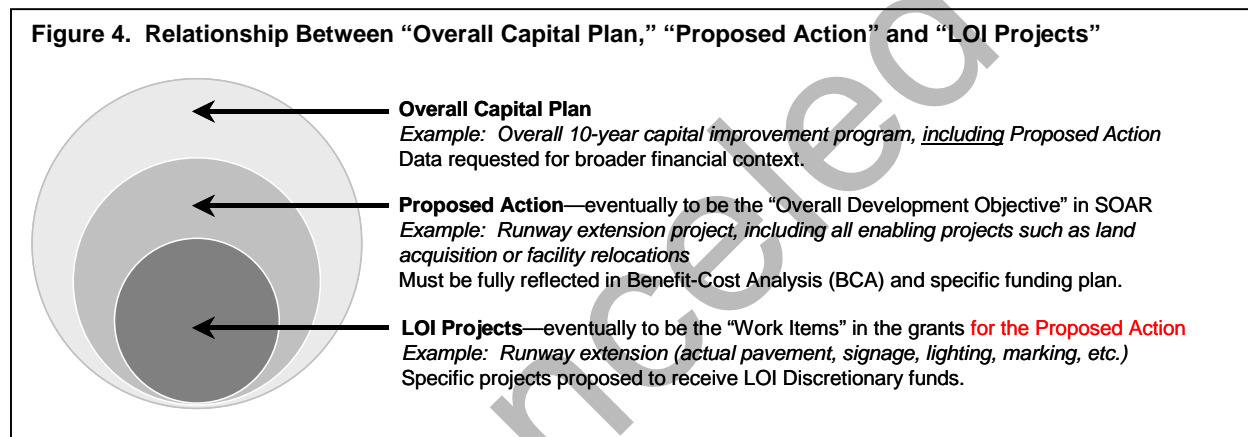 Figure 4. Relationship Between “Overall Capital Plan,” “Proposed Action” and “LOI Projects”
Overall Capital Plan
Example: Overall 10-year capital improvement program, including Proposed Action
Data requested for broader financial context.
Proposed Action—eventually to be the “Overall Development Objective” in SOAR
Example: Runway extension project, including all enabling projects such as land
acquisition or facility relocations
Must be fully reflected in Benefit-Cost Analysis (BCA) and specific funding plan.
LOI Projects—eventually to be the “Work Items” in the grants for the Proposed Action
Example: Runway extension (actual pavement, signage, lighting, marking, etc.)
Specific projects proposed to receive LOI Discretionary funds.
nceled